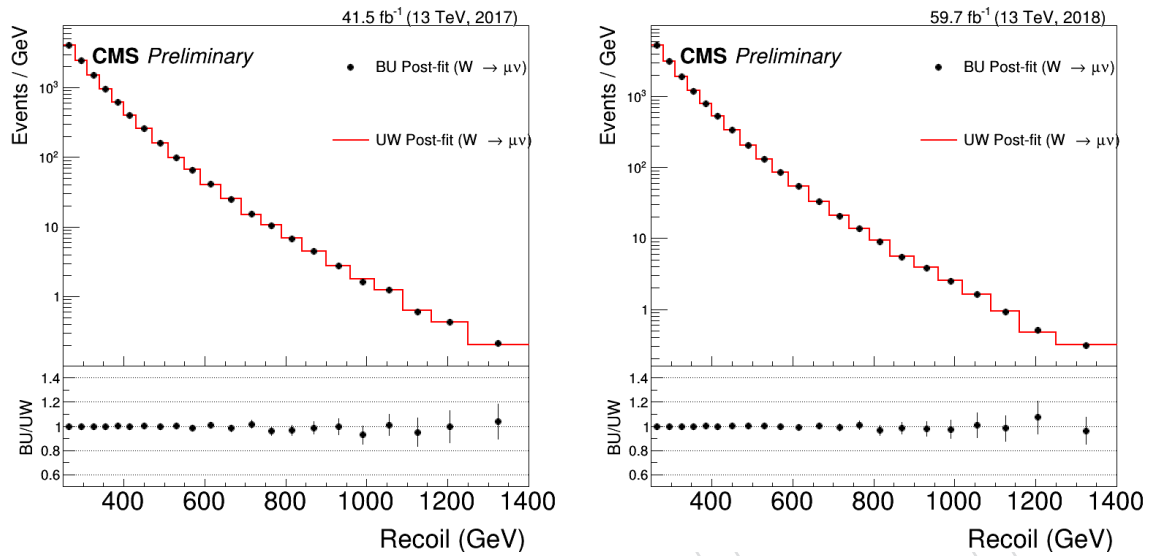 41.5 fb⁻¹ (13 TeV, 2017)
CMS Preliminary
BU Post-fit (W → μν)
UW Post-fit (W → μν)
Events / GeV
10³
10²
10
1
BU/UW
1.4
1.2
1
0.8
0.6
400 600 800 1000 1200 1400
Recoil (GeV)
59.7 fb⁻¹ (13 TeV, 2018)
CMS Preliminary
BU Post-fit (W → μν)
UW Post-fit (W → μν)
Events / GeV
10³
10²
10
1
BU/UW
1.4
1.2
1
0.8
0.6
400 600 800 1000 1200 1400
Recoil (GeV)